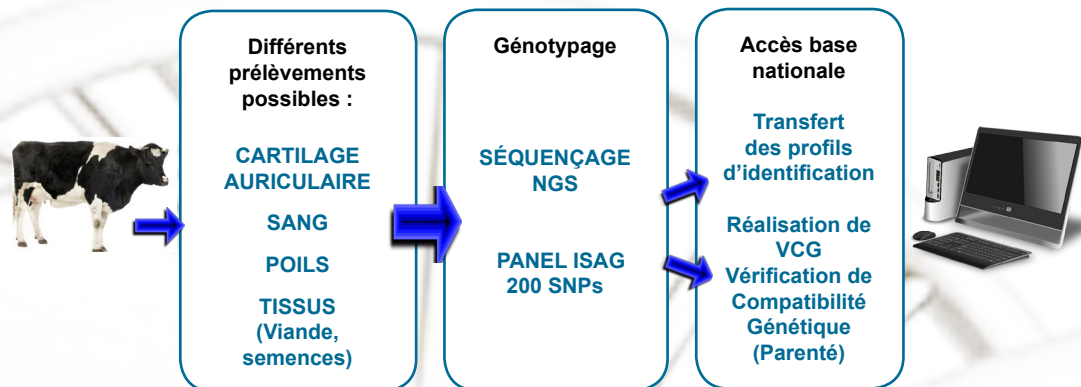 Différents
prélèvements
possibles :
CARTILAGE
AURICULAIRE
SANG
POILS
TISSUS
(Viande,
semences)
Génotypage
SÉQUENÇAGE
NGS
PANEL ISAG
200 SNPs
Accès base
nationale
Transfert
des profils
d’identification
Réalisation de
VCG
Vérification de
Compatibilité
Génétique
(Parenté)